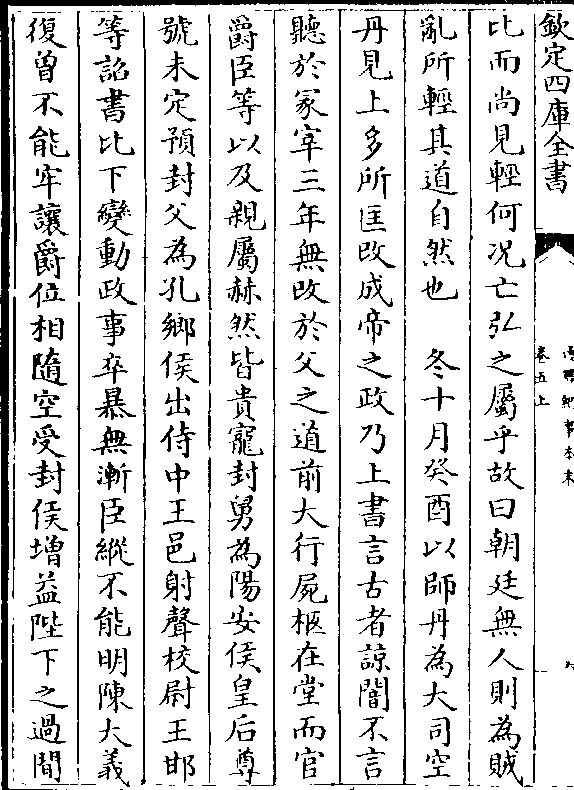 欽定四庫全書
卷五上
比而尚見輕何况亡弘之屬乎故曰朝廷無人則為賊
亂所輕其道自然也　冬十月癸酉以師丹為大司空
丹見上多所匡改成帝之政乃上書言古者諒闇不言
聽於冢宰三年無改於父之道前大行屍柩在堂而官
爵臣等以及親屬赫然皆貴寵封舅為陽安侯皇后尊
號未定預封父為孔鄉侯出侍中王邑射聲校尉王邯
等詔書比下變動政事卒暴無漸臣縱不能明陳大義
復曾不能牢讓爵位相隨空受封侯増益陛下之過間